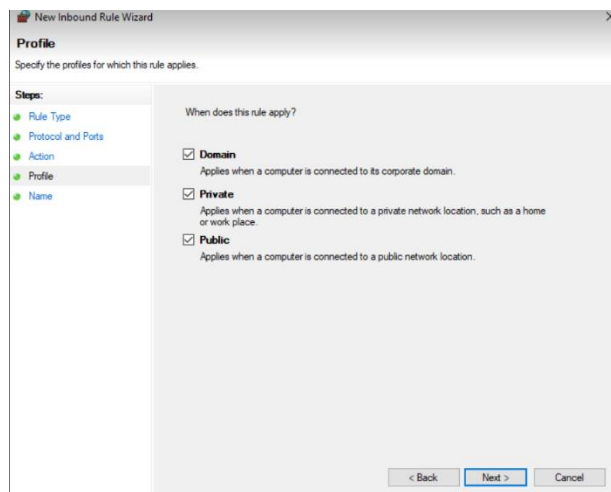 New Inbound Rule Wizard
Profile
Specify the profiles for which this rule applies.
Steps:
Rule Type
Protocol and Ports
Action
Profile
Name
When does this rule apply?
Domain
Applies when a computer is connected to its corporate domain.
Private
Applies when a computer is connected to a private network location, such as a home
or work place.
Public
Applies when a computer is connected to a public network location.
< Back
Next >
Cancel